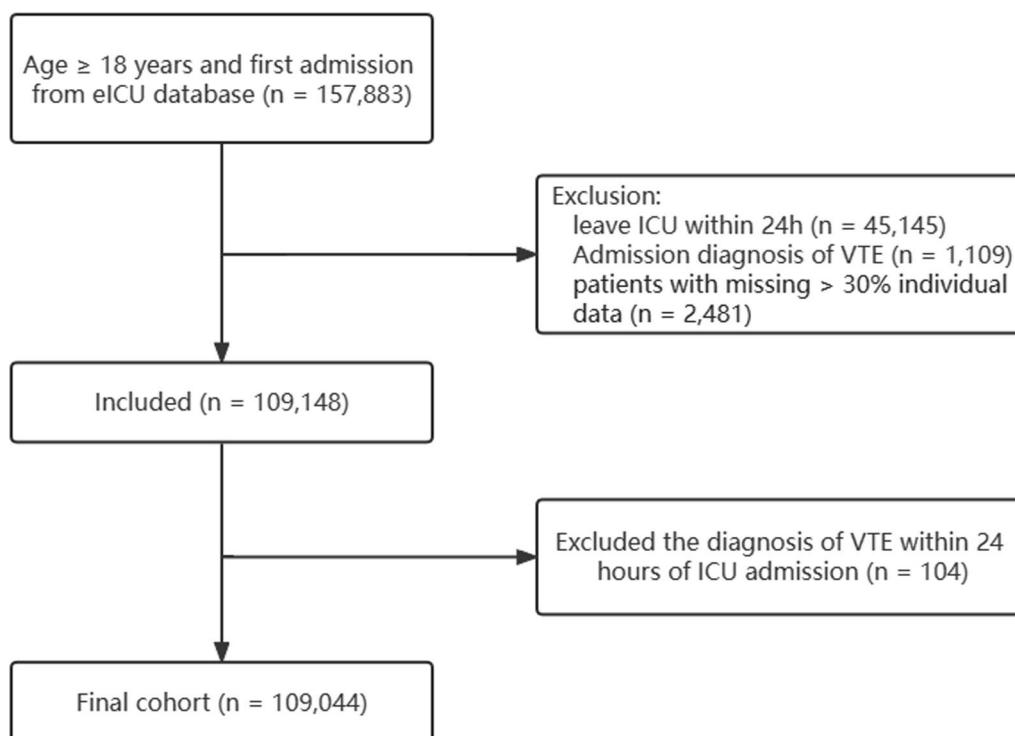 Age ≥ 18 years and first admission
from eICU database (n = 157,883)
Exclusion:
leave ICU within 24h (n = 45,145)
Admission diagnosis of VTE (n = 1,109)
patients with missing > 30% individual
data (n = 2,481)
Included (n = 109,148)
Excluded the diagnosis of VTE within 24
hours of ICU admission (n = 104)
Final cohort (n = 109,044)